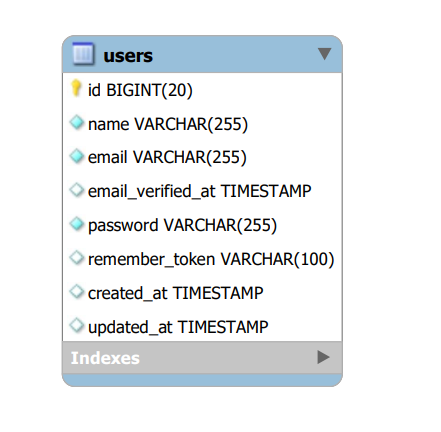 users
id BIGINT(20)
name VARCHAR(255)
email VARCHAR(255)
email_verified_at TIMESTAMP
password VARCHAR(255)
remember_token VARCHAR(100)
created_at TIMESTAMP
updated_at TIMESTAMP
Indexes